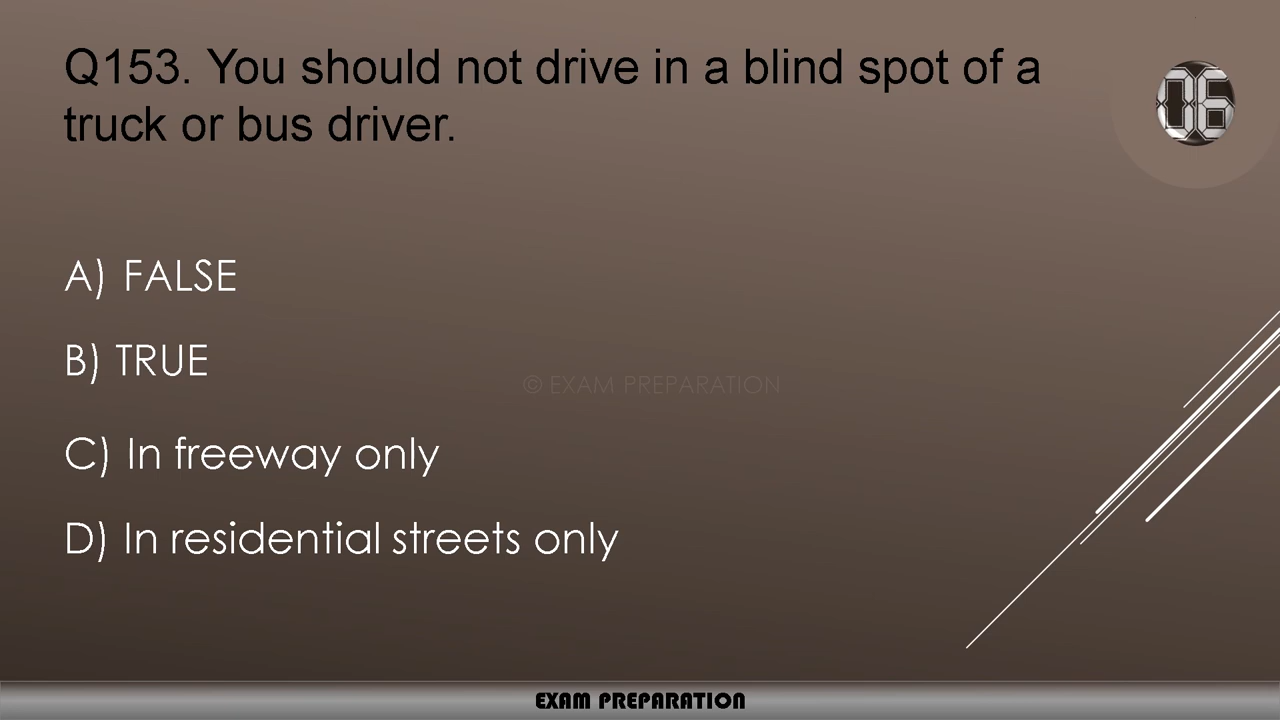 Q153. You should not drive in a blind spot of a
truck or bus driver.
06
A) FALSE
B) TRUE
© EXAM PREPARATION
C) In freeway only
D) In residential streets only
EXAM PREPARATION